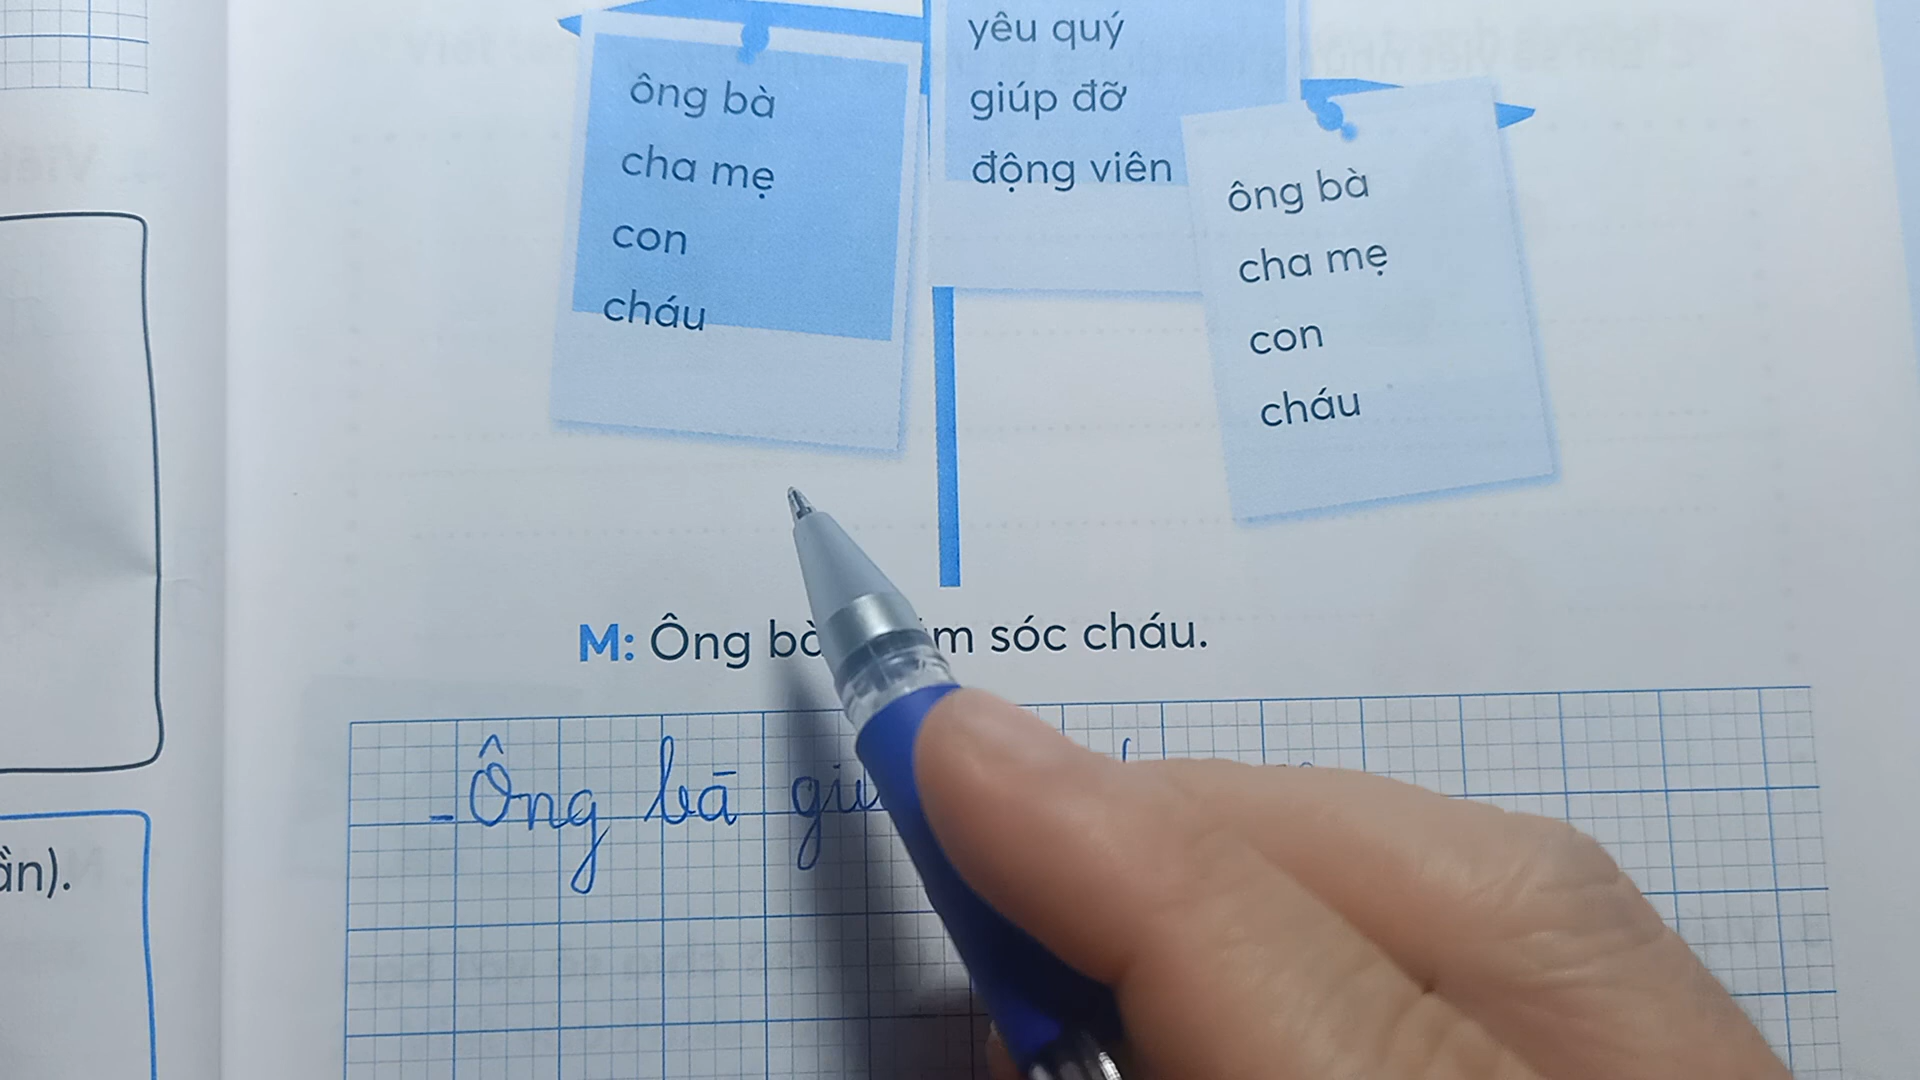 yêu quý
giúp đỡ
động viên
ông bà
cha mẹ
con
cháu
ông bà
cha mẹ
con
cháu
M: Ông bà sóc cháu.
- Ông bā
ần).